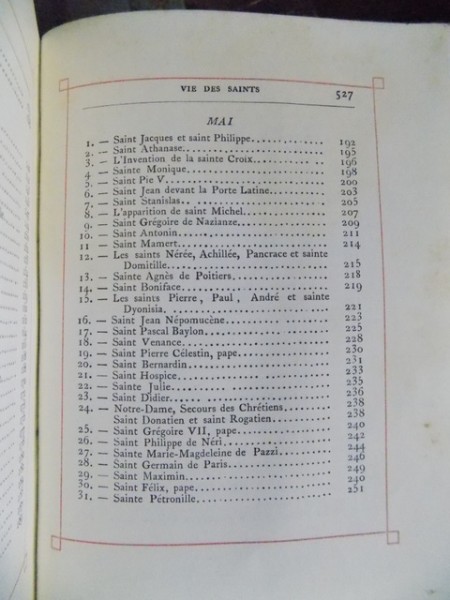 VIE DES SAINTS 527
MAI
1. — Saint Jacques et saint Philippe.................. 192
2. — Saint Athanase.................. 195
3. — L'Invention de la sainte Croix.................. 196
4 — Sainte Monique.................. 198
5. — Saint Pie V.................. 200
6. — Saint Jean devant la Porte Latine.................. 203
7. — Saint Stanislas.................. 205
8. — L'apparition de saint Michel.................. 207
9. — Saint Grégoire de Nazianze.................. 209
10. — Saint Antonin.................. 211
11 — Saint Mamert.................. 214
12. — Les saints Nérée, Achillée, Pancrace et sainte
Domitille.................. 215
13. — Sainte Agnès de Poitiers.................. 218
14. — Saint Boniface.................. 219
15. — Les saints Pierre, Paul, André et sainte
Dyonisia.................. 221
16. — Saint Jean Népomucène.................. 223
17. — Saint Pascal Baylon.................. 225
18. — Saint Venance.................. 228
19. — Saint Pierre Célestin, pape.................. 230
20. — Saint Bernardin.................. 231
21. — Saint Hospice.................. 233
22. — Sainte Julie.................. 235
23. — Saint Didier.................. 236
24. — Notre-Dame, Secours des Chrétiens.................. 238
Saint Donatien et saint Rogatien.................. 238
25. — Saint Grégoire VII, pape.................. 240
26. — Saint Philippe de Néri.................. 242
27. — Sainte Marie-Magdeleine de Pazzi.................. 244
28. — Saint Germain de Paris.................. 246
29. — Saint Maximin.................. 249
30. — Saint Félix, pape.................. 240
31. — Sainte Pétronille.................. 251